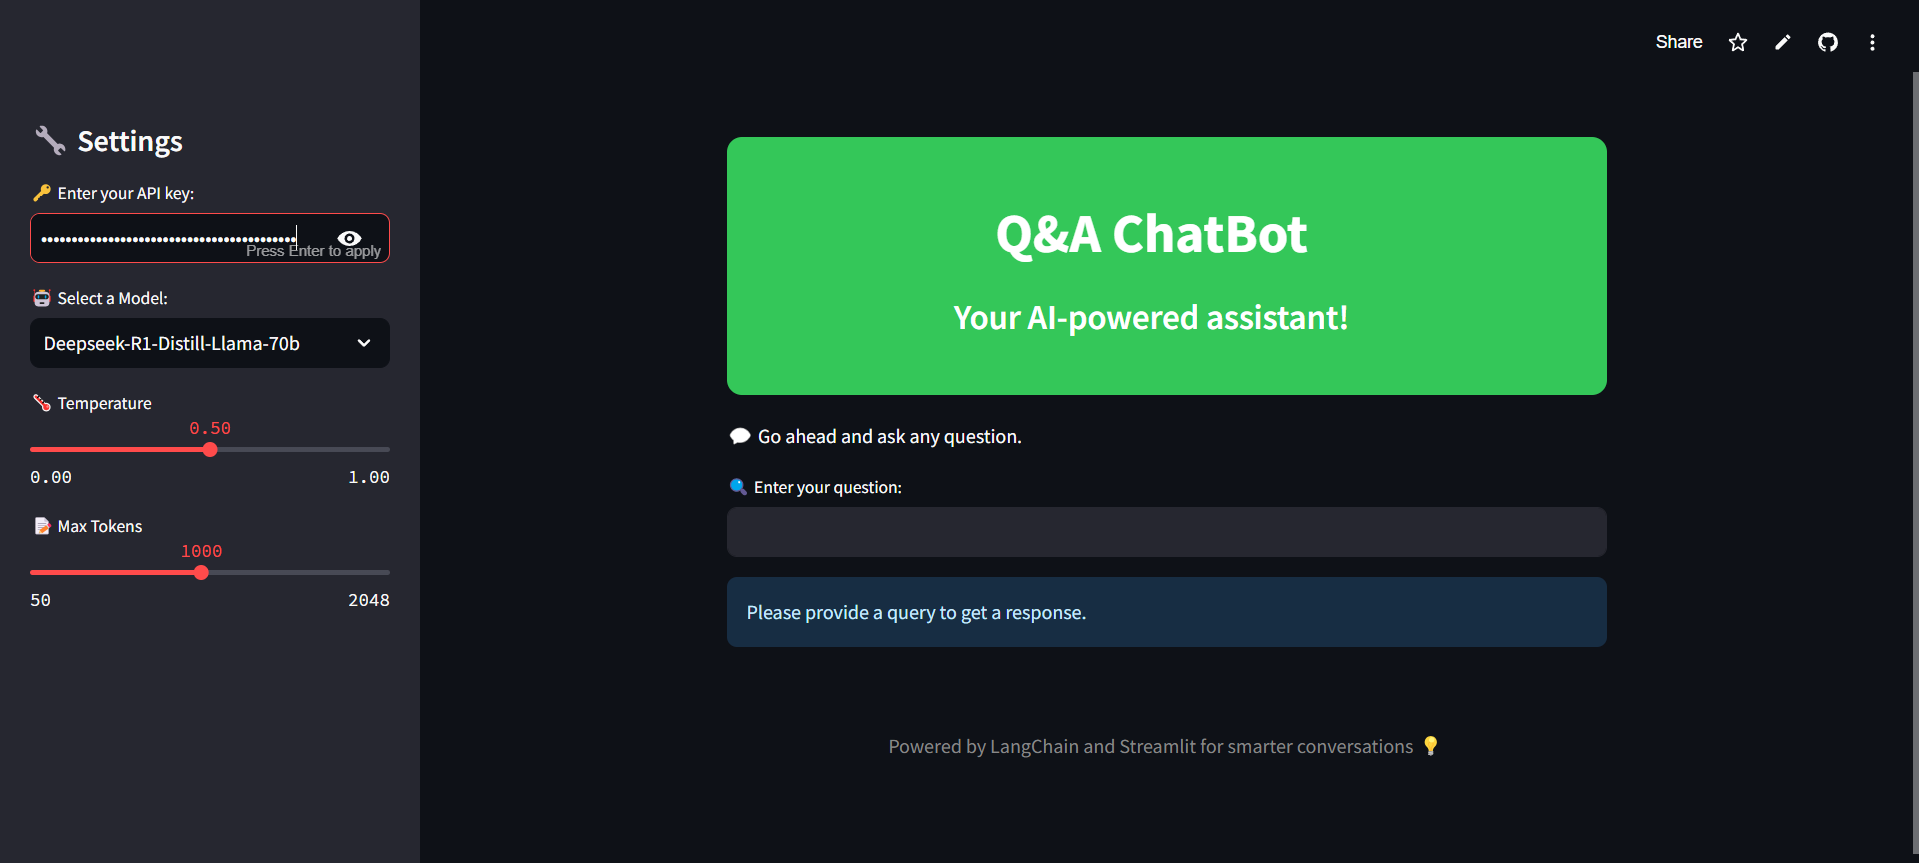 Share
Settings
Enter your API key:
••••••••••••••••••••••••••••••••••••••••••
Press Enter to apply
Select a Model:
Deepseek-R1-Distill-Llama-70b
Temperature
0.50
0.00 1.00
Max Tokens
1000
50 2048
Q&A ChatBot
Your AI-powered assistant!
Go ahead and ask any question.
Enter your question:
Please provide a query to get a response.
Powered by LangChain and Streamlit for smarter conversations